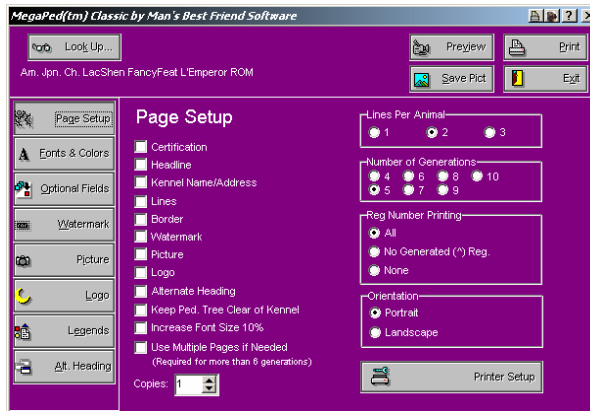 MegaPed(tm) Classic by Man's Best Friend Software
Look Up...
Preview
Print
Am. Jpn. Ch. LacShen FancyFeat L'Emperor ROM
Save Pict
Exit
Page Setup
Fonts & Colors
Optional Fields
Watermark
Picture
Logo
Legends
Alt. Heading
Page Setup
Certification
Headline
Kennel Name/Address
Lines
Border
Watermark
Picture
Logo
Alternate Heading
Keep Ped. Tree Clear of Kennel
Increase Font Size 10%
Use Multiple Pages if Needed
(Required for more than 6 generations)
Copies: 1
Lines Per Animal
1 2 3
Number of Generations
4 6 8 10
5 7 9
Reg Number Printing
All
No Generated (^) Reg.
None
Orientation
Portrait
Landscape
Printer Setup